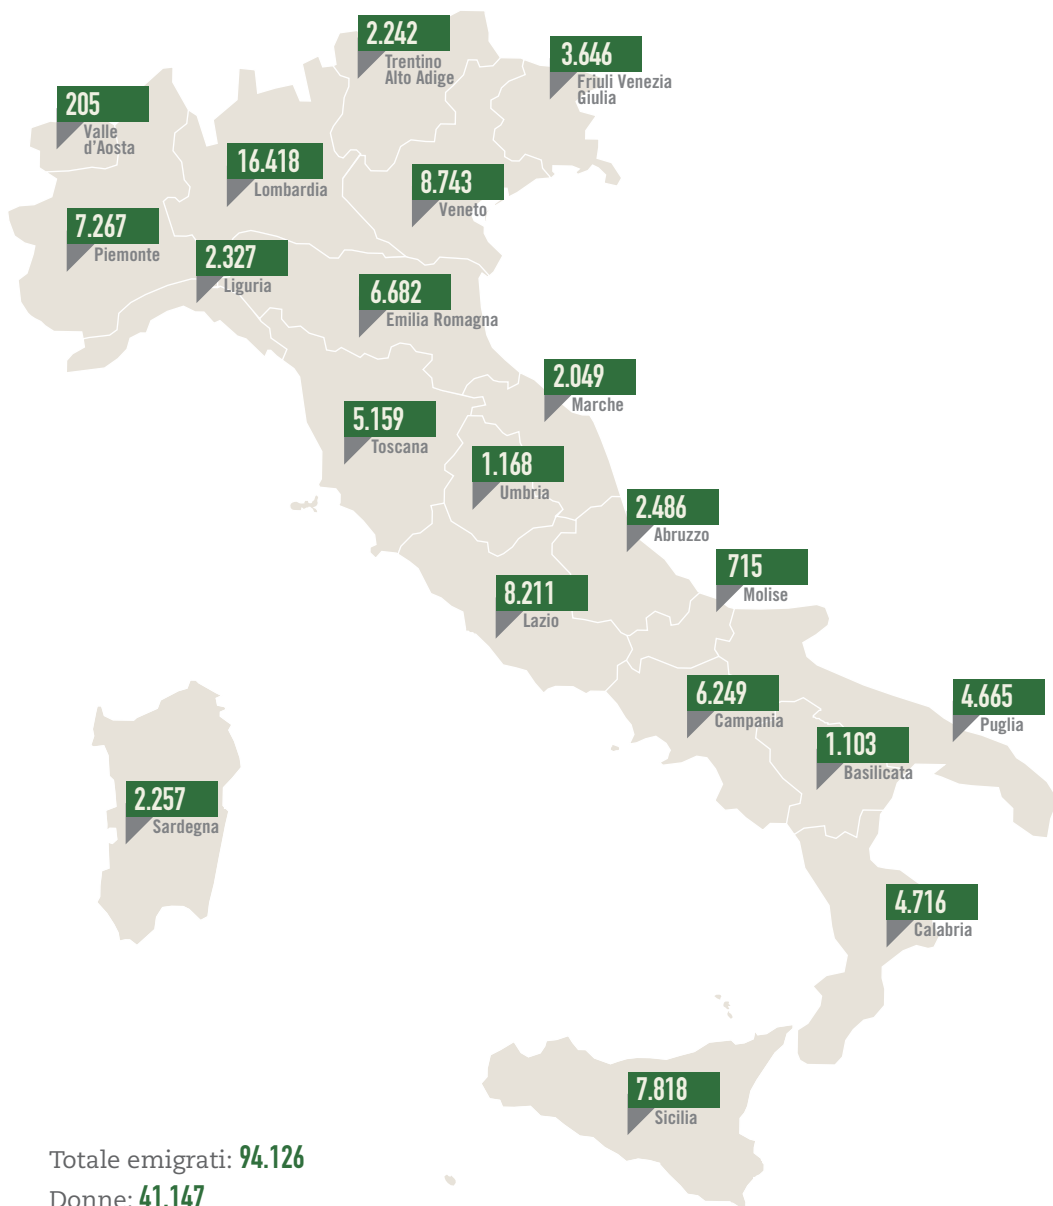 2.242
Trentino
Alto Adige
3.646
Friuli Venezia
Giulia
205
Valle
d'Aosta
16.418
Lombardia
8.743
Veneto
7.267
Piemonte
2.327
Liguria
6.682
Emilia Romagna
2.049
Marche
5.159
Toscana
1.168
Umbria
2.486
Abruzzo
715
Molise
8.211
Lazio
6.249
Campania
4.665
Puglia
1.103
Basilicata
2.257
Sardegna
4.716
Calabria
7.818
Sicilia
Totale emigrati: 94.126
Donne: 41.147